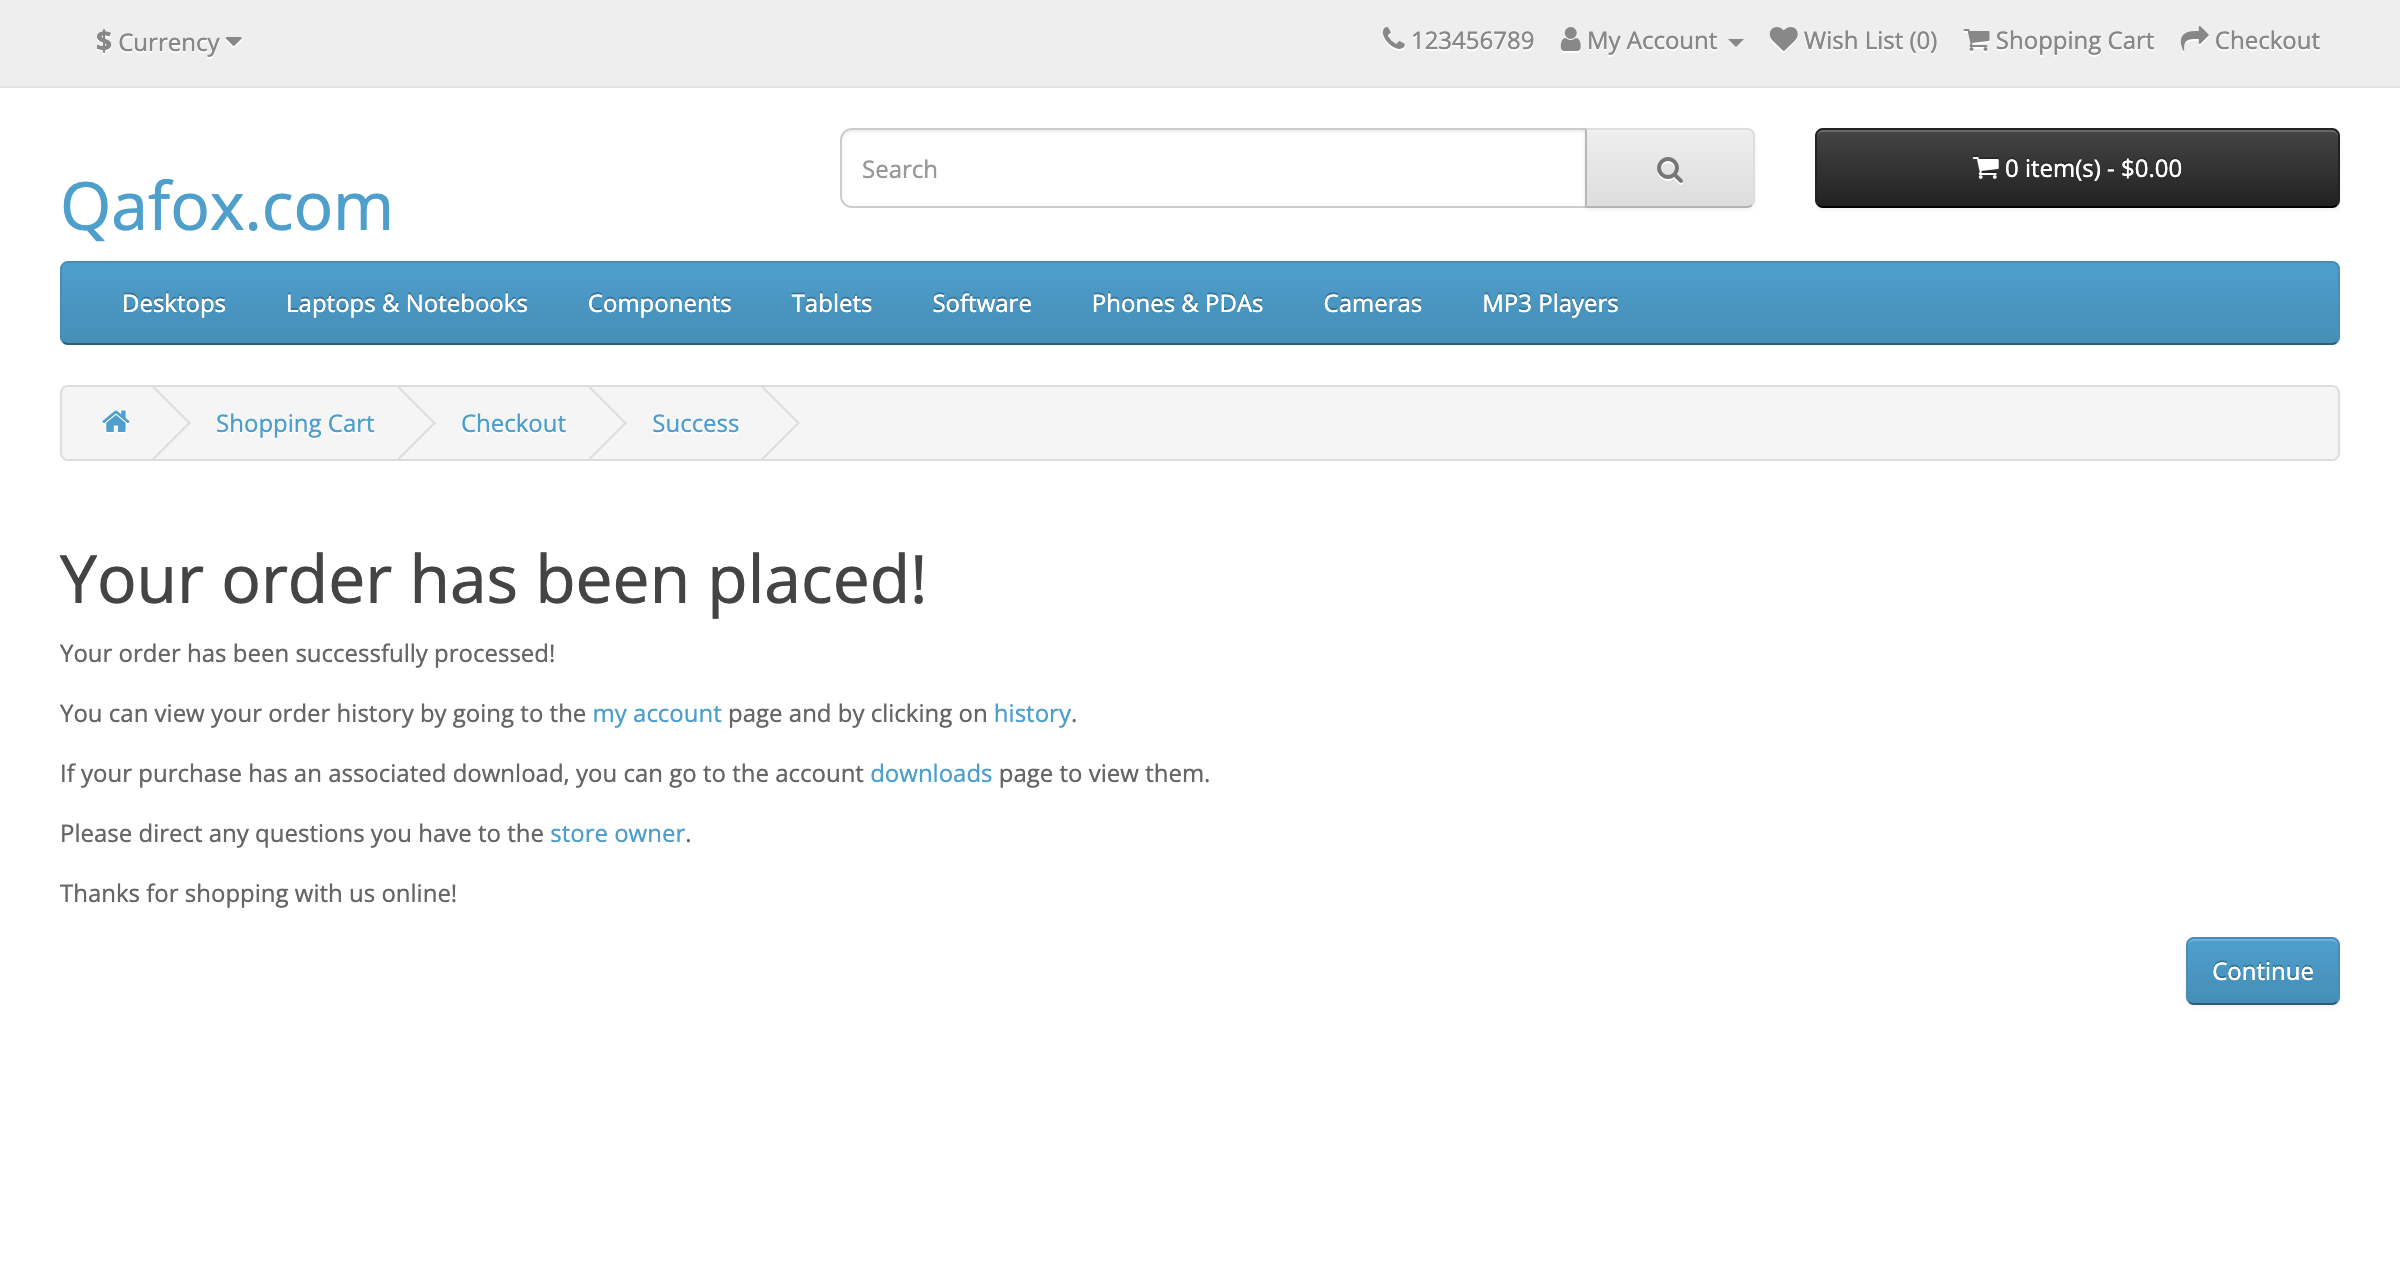 $ Currency
123456789 My Account Wish List (0) Shopping Cart Checkout
Search
0 item(s) - $0.00
Qafox.com
Desktops Laptops & Notebooks Components Tablets Software Phones & PDAs Cameras MP3 Players
Shopping Cart Checkout Success
Your order has been placed!
Your order has been successfully processed!
You can view your order history by going to the my account page and by clicking on history.
If your purchase has an associated download, you can go to the account downloads page to view them.
Please direct any questions you have to the store owner.
Thanks for shopping with us online!
Continue